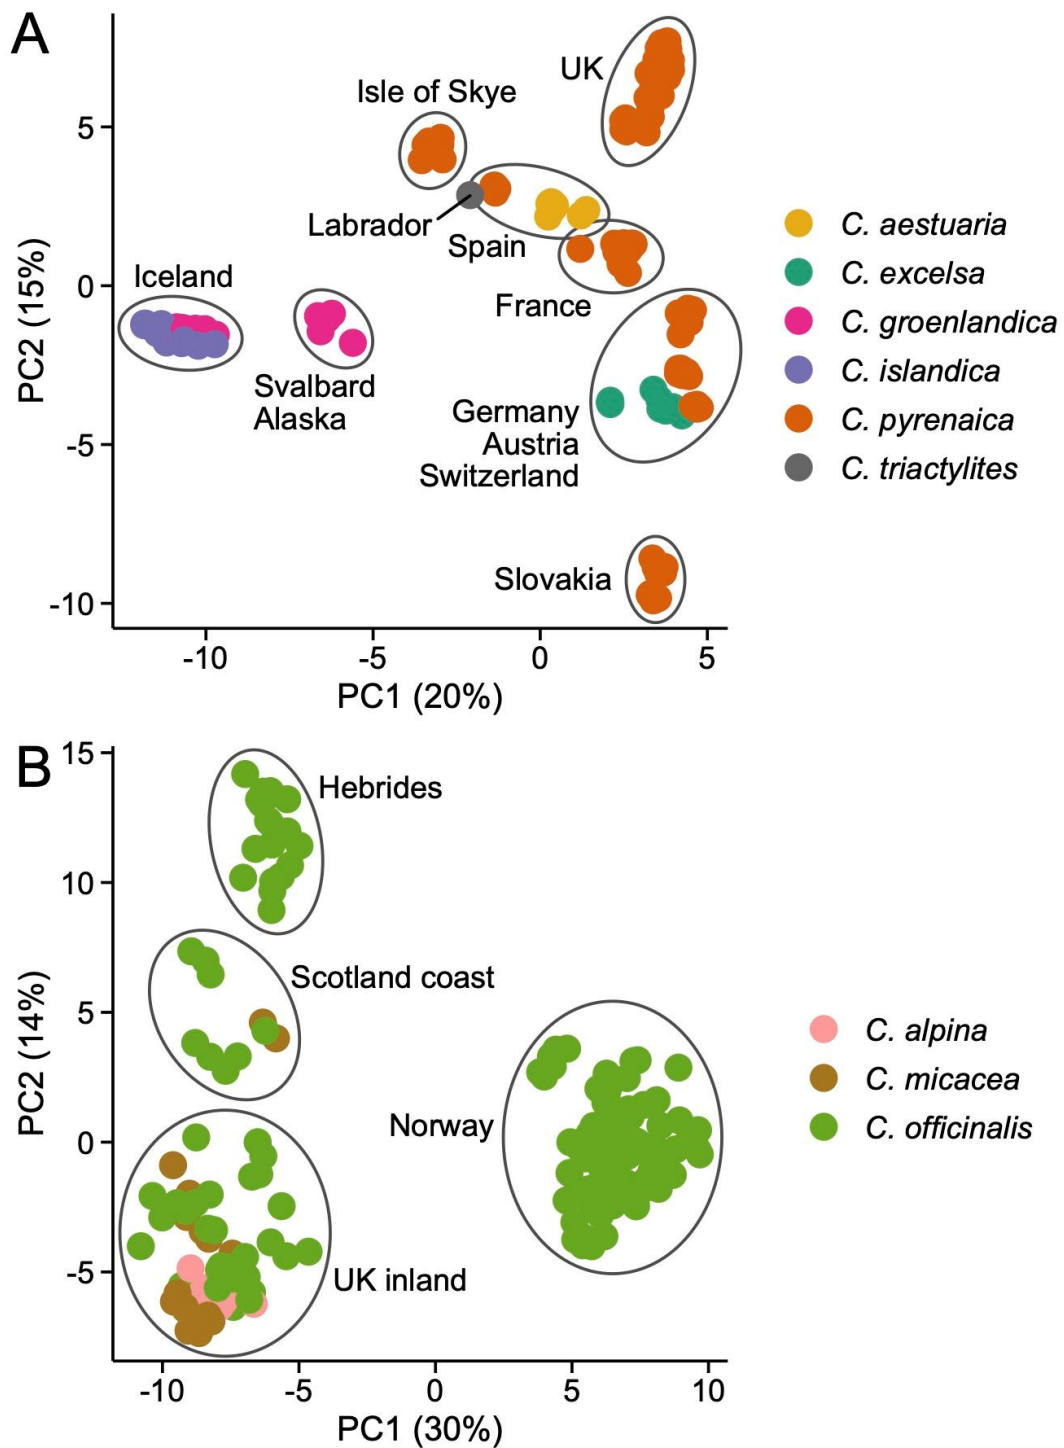 A
UK
Isle of Skye
5
Labrador
Spain
C. aestuaria
C. excelsa
C. groenlandica
C. islandica
C. pyrenaica
C. triactylites
Iceland
0
France
PC2 (15%)
Svalbard
Alaska
Germany
Austria
Switzerland
-5
Slovakia
-10
-10 -5 0 5
PC1 (20%)
B
15
Hebrides
10
Scotland coast
5
PC2 (14%)
C. alpina
C. micacea
C. officinalis
Norway
0
-5
UK inland
-10 -5 0 5 10
PC1 (30%)